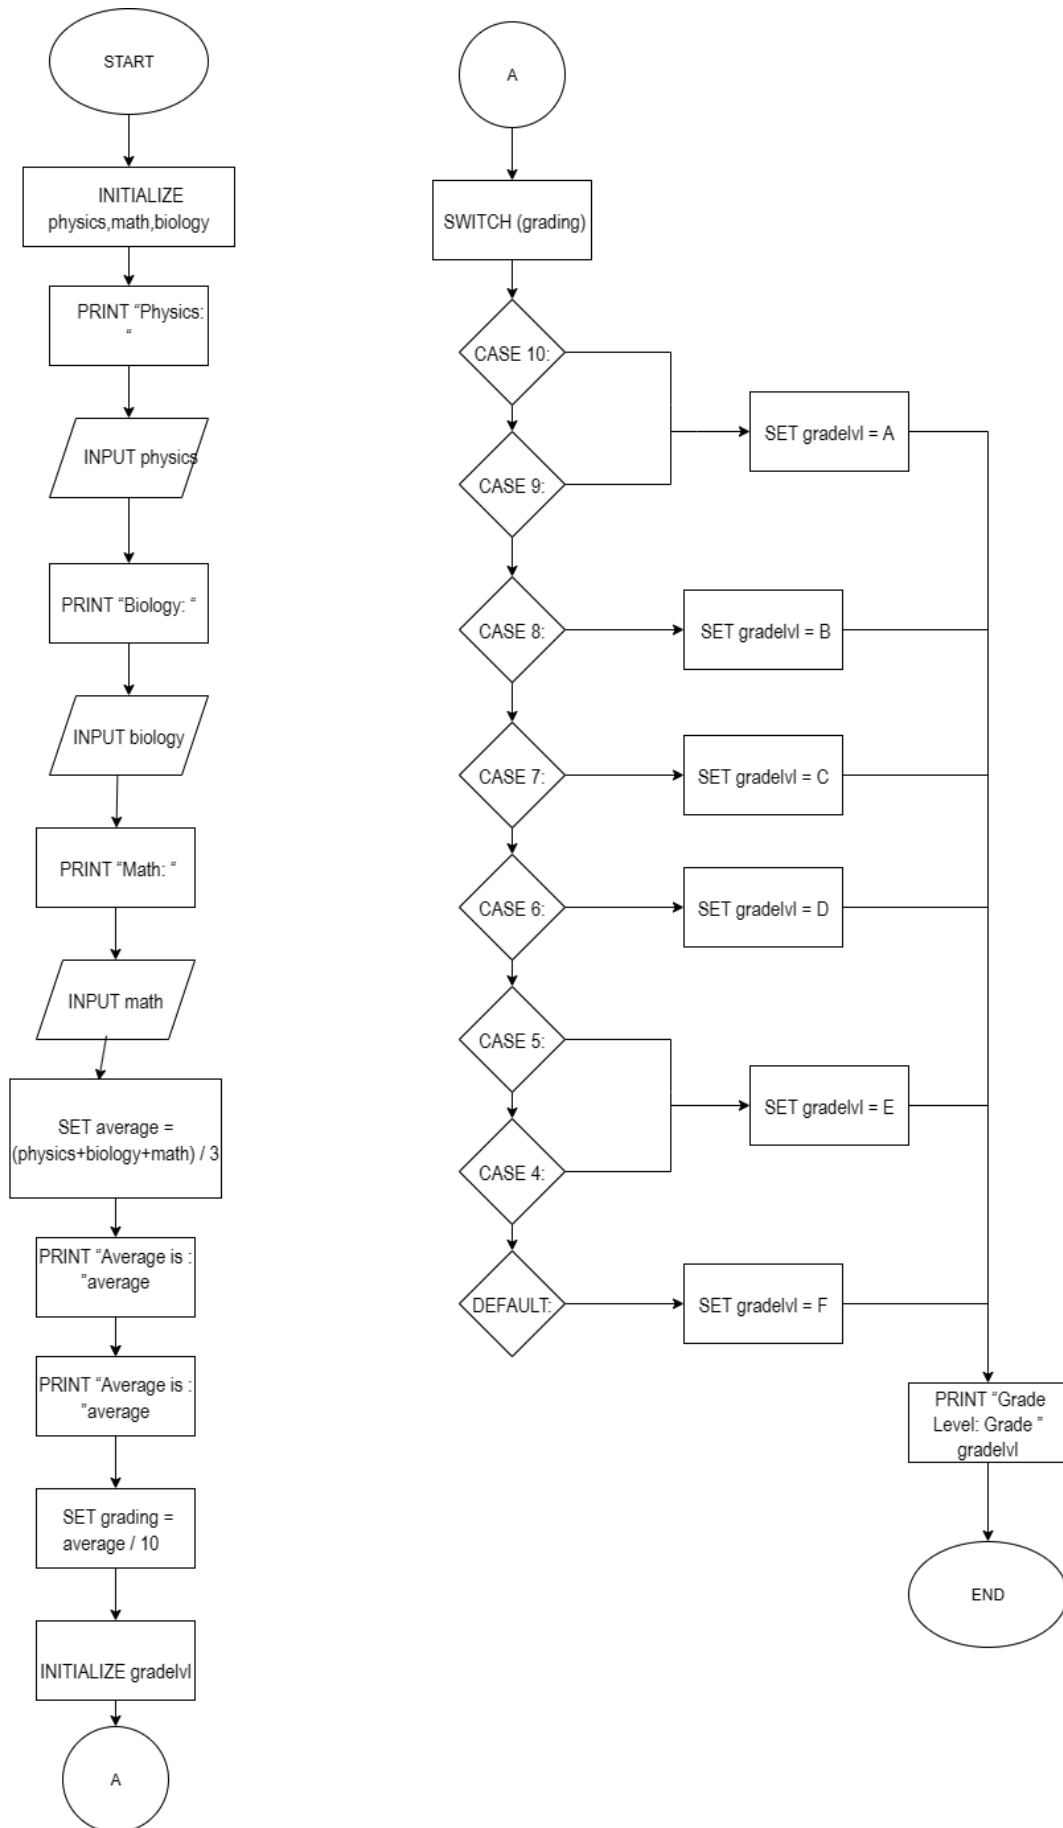 START
INITIALIZE
physics,math,biology
PRINT “Physics:
“
INPUT physics
PRINT “Biology: “
INPUT biology
PRINT “Math: “
INPUT math
SET average =
(physics+biology+math) / 3
PRINT “Average is :
”average
PRINT “Average is :
”average
SET grading =
average / 10
INITIALIZE gradelvl
A
A
SWITCH (grading)
CASE 10:
SET gradelvl = A
CASE 9:
CASE 8:
SET gradelvl = B
CASE 7:
SET gradelvl = C
CASE 6:
SET gradelvl = D
CASE 5:
SET gradelvl = E
CASE 4:
DEFAULT:
SET gradelvl = F
PRINT “Grade
Level: Grade ”
gradelvl
END